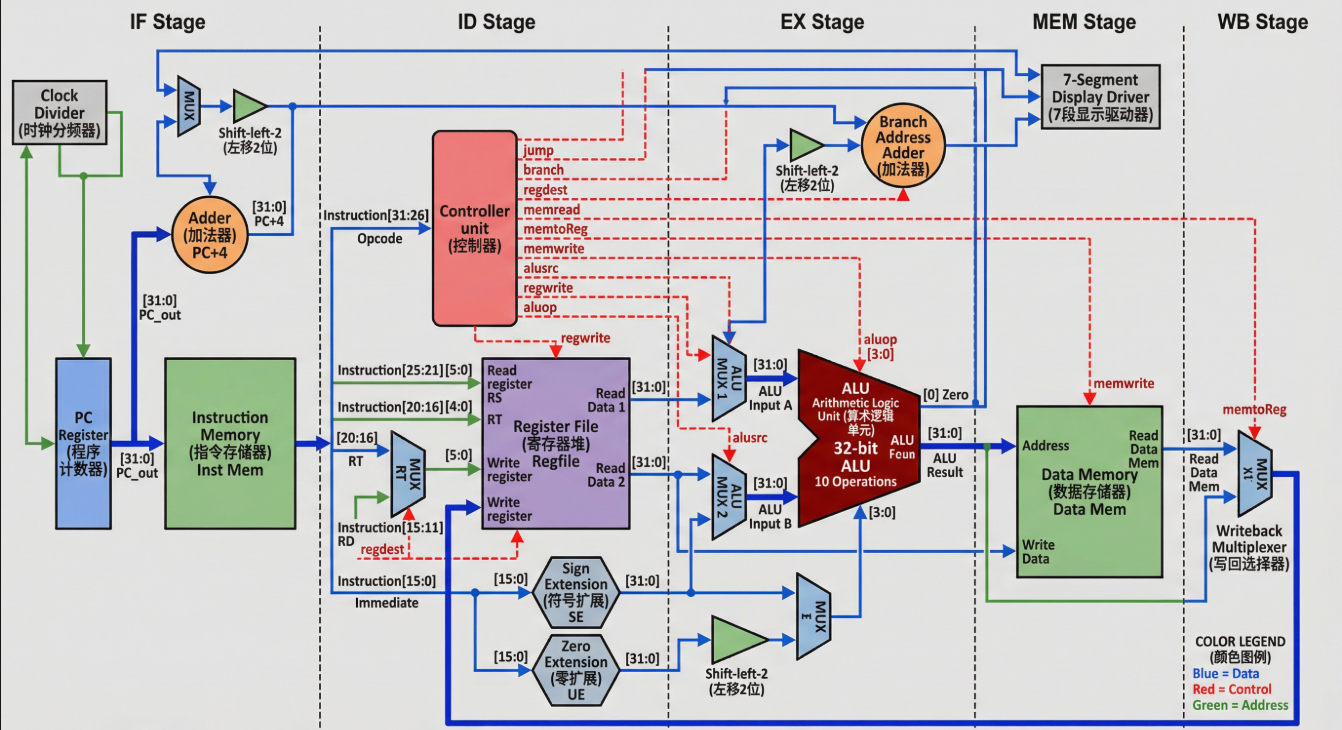 IF Stage
ID Stage
EX Stage
MEM Stage
WB Stage
Clock
Divider
(时钟分频器)
MUX
Shift-left-2
(左移2位)
Adder
(加法器)
PC+4
[31:0]
PC+4
[31:0]
PC_out
PC
Register
(程序
计数器)
[31:0]
PC_out
Instruction
Memory
(指令存储器)
Inst Mem
Instruction[31:26]
Opcode
Controller
unit
(控制器)
jump
branch
regdest
memread
memtoReg
memwrite
alusrc
regwrite
aluop
regwrite
Instruction[25:21] [5:0]
Instruction[20:16] [4:0]
[20:16]
RT
MUX
RT
[5:0]
Instruction[15:11]
RD
regdest
Read
register
RS
RT
Write
register
Write
register
Register File
(寄存器堆)
Regfile
Read
Data 1
Read
Data 2
[31:0]
[31:0]
Instruction[15:0]
Immediate
[15:0]
Sign
Extension
(符号扩展)
SE
[31:0]
[15:0]
Zero
Extension
(零扩展)
UE
[31:0]
Shift-left-2
(左移2位)
Branch
Address
Adder
(加法器)
7-Segment
Display Driver
(7段显示驱动器)
ALU
MUX 1
[31:0]
ALU
Input A
alusrc
ALU
MUX 2
[31:0]
ALU
Input B
aluop
[3:0]
ALU
Arithmetic Logic
Unit (算术逻辑
单元)
32-bit
ALU
10 Operations
ALU
Foun
[0] Zero
[31:0]
ALU
Result
[3:0]
MUX
E
Shift-left-2
(左移2位)
memwrite
Address
Read
Data
Mem
Data Memory
(数据存储器)
Data Mem
Write
Data
[31:0]
Read
Data
Mem
memtoReg
MUX
Writeback
Multiplexer
(写回选择器)
COLOR LEGEND
(颜色图例)
Blue = Data
Red = Control
Green = Address